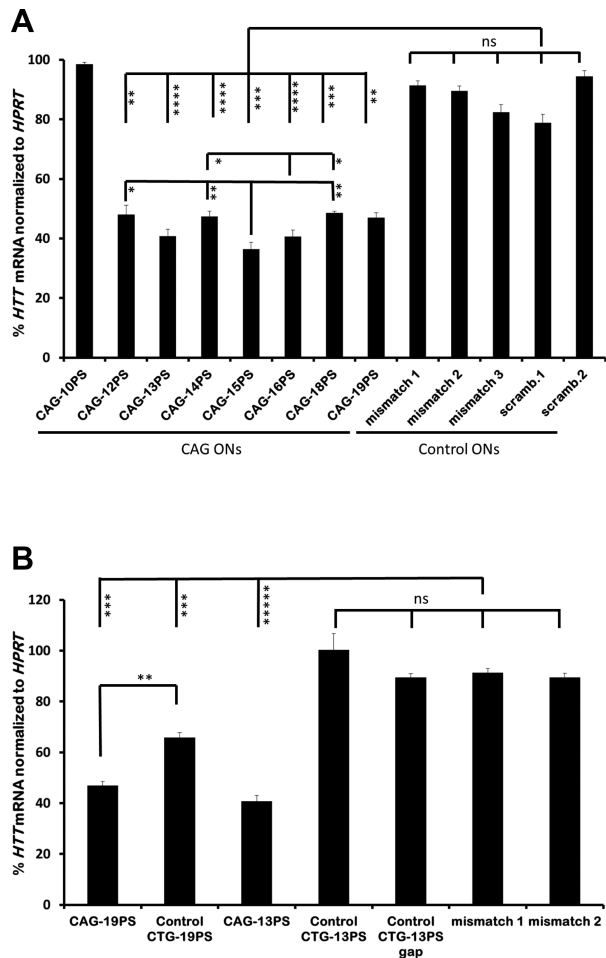 A
% HTT mRNA normalized to HPRT
100
80
60
40
20
0
ns
**
****
****
***
****
***
**
*
*
*
**
**
CAG-10PS
CAG-12PS
CAG-13PS
CAG-14PS
CAG-15PS
CAG-16PS
CAG-18PS
CAG-19PS
mismatch 1
mismatch 2
mismatch 3
scramb.1
scramb.2
CAG ONs
Control ONs
B
% HTT mRNA normalized to HPRT
120
100
80
60
40
20
0
***
***
*****
ns
**
CAG-19PS
Control
CTG-19PS
CAG-13PS
Control
CTG-13PS
Control
CTG-13PS
gap
mismatch 1
mismatch 2